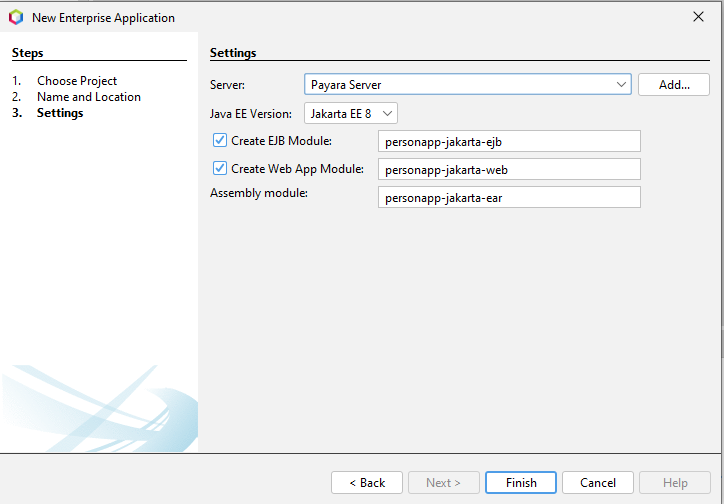 New Enterprise Application
Steps
1. Choose Project
2. Name and Location
3. Settings
Settings
Server: Payara Server Add...
Java EE Version: Jakarta EE 8
Create EJB Module: personapp-jakarta-ejb
Create Web App Module: personapp-jakarta-web
Assembly module: personapp-jakarta-ear
< Back Next > Finish Cancel Help